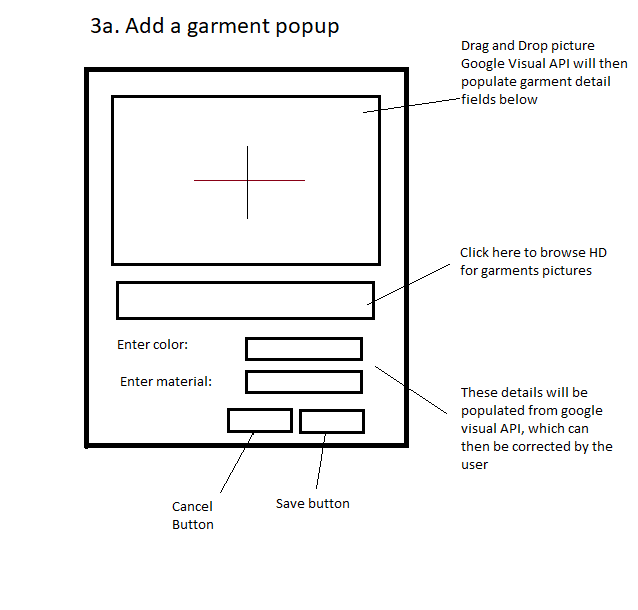 3a. Add a garment popup
Drag and Drop picture
Google Visual API will then
populate garment detail
fields below
Click here to browse HD
for garments pictures
Enter color:
Enter material:
These details will be
populated from google
visual API, which can
then be corrected by the
user
Cancel
Button
Save button